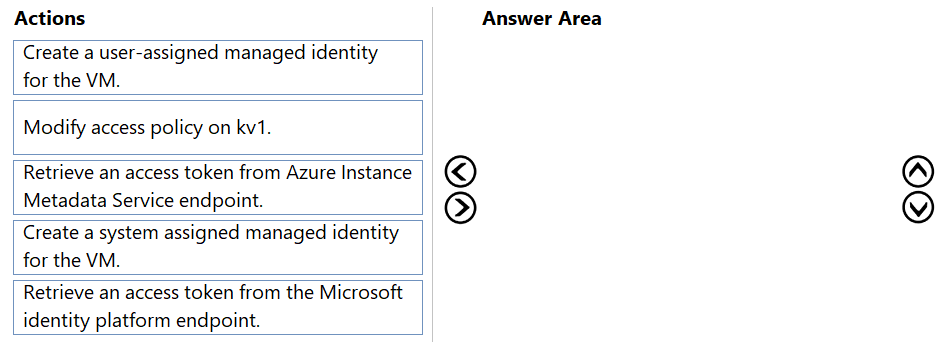 Actions
Answer Area
Create a user-assigned managed identity
for the VM.
Modify access policy on kv1.
Retrieve an access token from Azure Instance
Metadata Service endpoint.
Create a system assigned managed identity
for the VM.
Retrieve an access token from the Microsoft
identity platform endpoint.